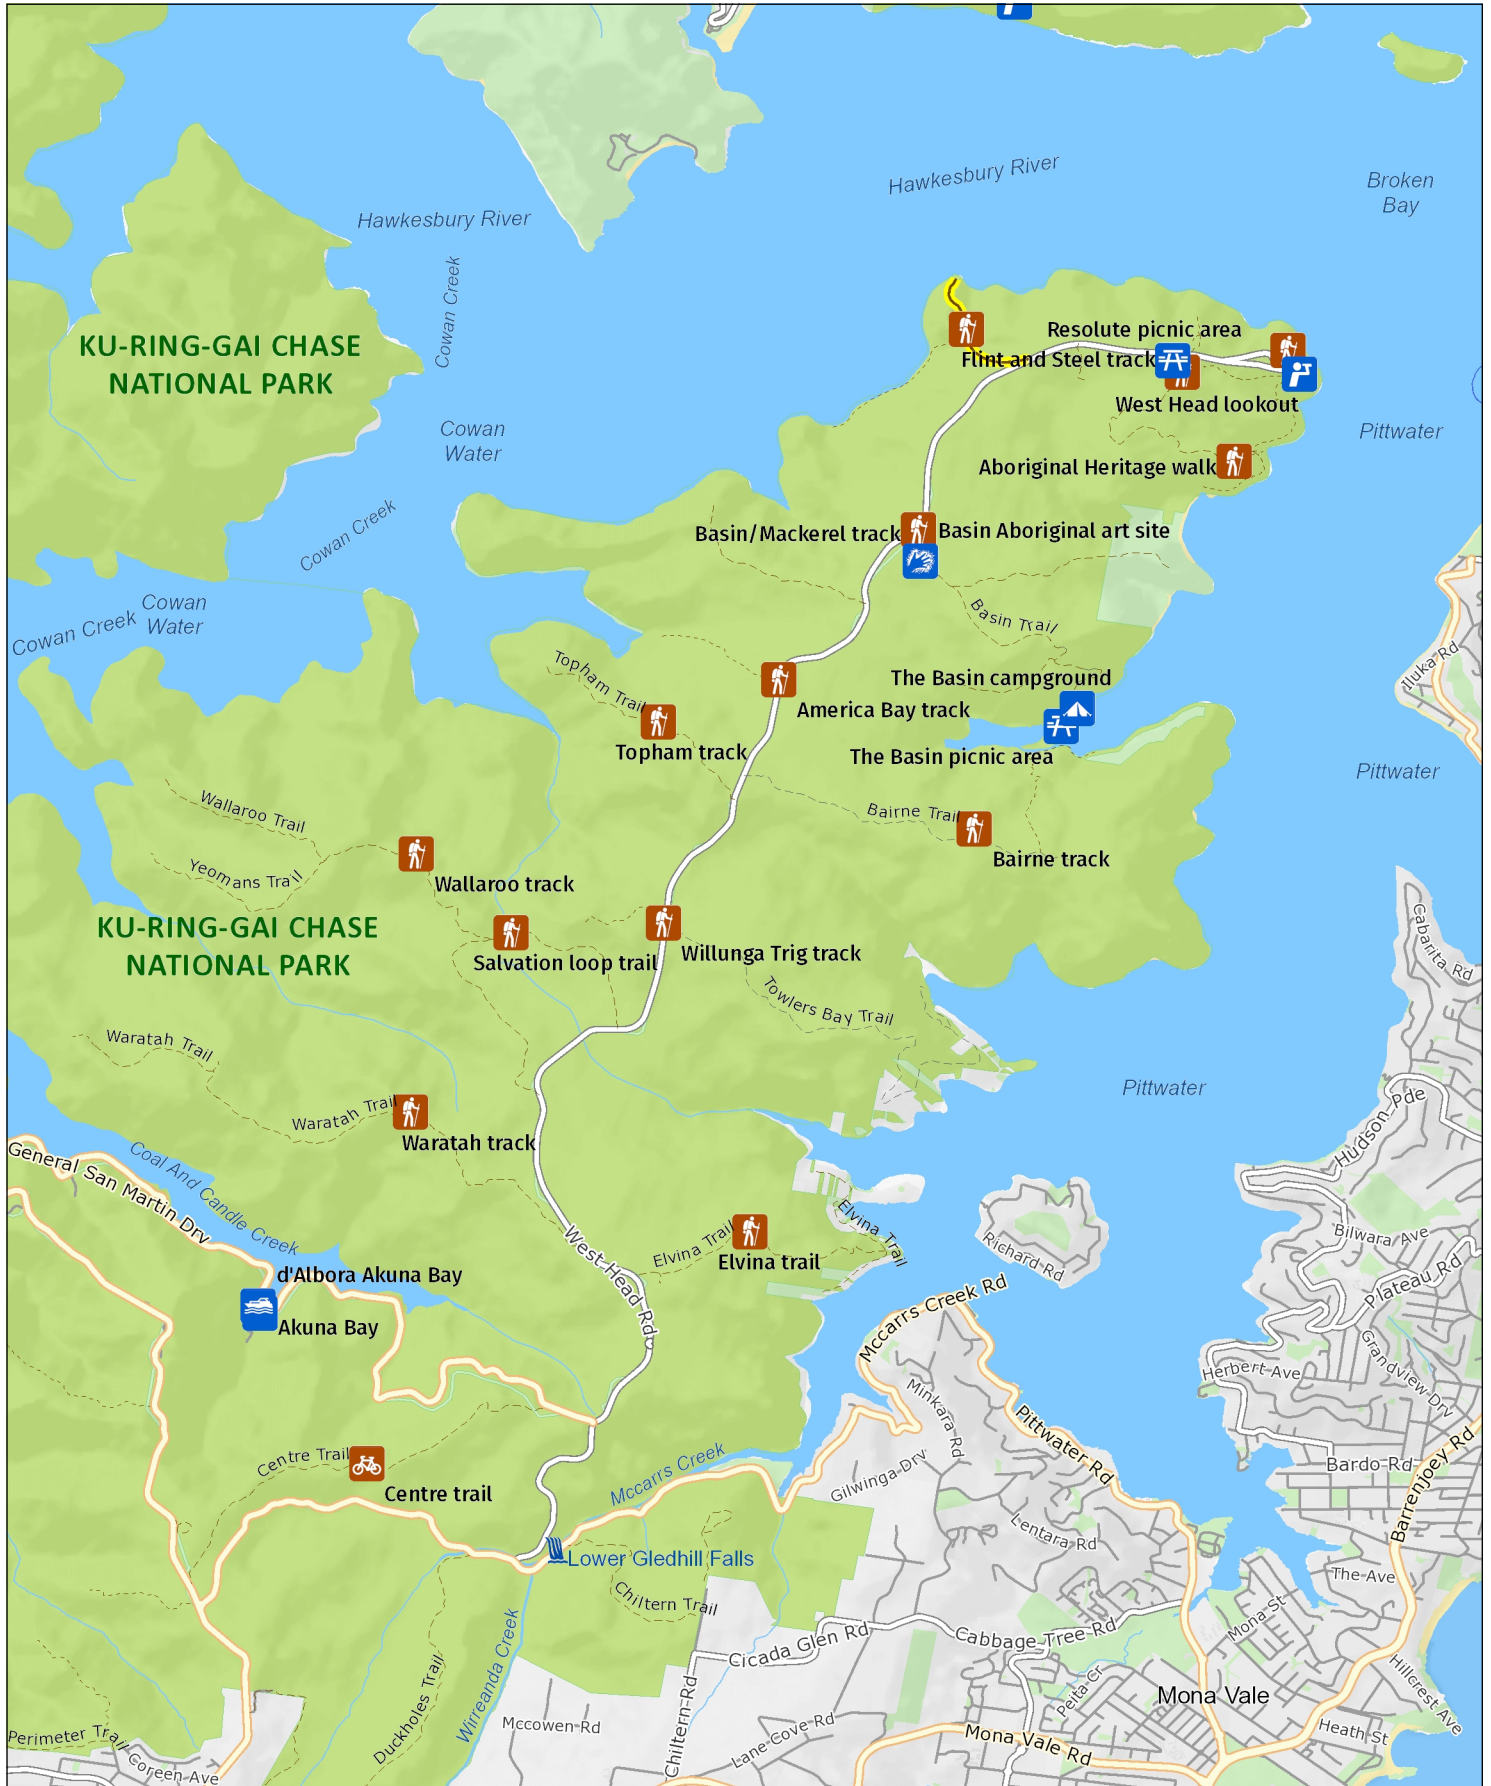 Hawkesbury River
Broken
Bay
Hawkesbury River
Cowan Creek
KU-RING-GAI CHASE
NATIONAL PARK
Resolute picnic area
Flint and Steel track
West Head lookout
Cowan
Water
Pittwater
Aboriginal Heritage walk
Cowan Creek
Basin/Mackerel track
Basin Aboriginal art site
Cowan
Water
Cowan Creek
Basin Trail
Iluka Rd
Topham Trail
The Basin campground
America Bay track
Topham track
The Basin picnic area
Pittwater
Wallaroo Trail
Bairne Trail
Bairne track
Yeomans Trail
Wallaroo track
KU-RING-GAI CHASE
NATIONAL PARK
Salvation loop trail
Willunga Trig track
Cabarita Rd
Towlers Bay Trail
Waratah Trail
Pittwater
Waratah Trail
Waratah track
Hudson Pde
General San Martin Drv
Coal And Candle Creek
West Head Rd
Elvina Trail
Elvina trail
Elvina Trail
Richard Rd
Bilwara Ave
Plateau Rd
d'Albora Akuna Bay
Akuna Bay
Mccarrs Creek Rd
Herbert Ave
Grandview Drv
Minkara Rd
Pittwater Rd
Centre Trail
Centre trail
Mccarrs Creek
Gilwinga Drv
Bardo Rd
Barrenjoey Rd
Lentara Rd
Lower Gledhill Falls
The Ave
Chiltern Trail
Mona St
Cicada Glen Rd
Cabbage Tree Rd
Wirreanda Creek
Duckholes Trail
Peita Cr
Hillcrest Ave
Mona Vale
Chiltern Rd
Mccowen Rd
Lane Cove Rd
Mona Vale Rd
Heath St
Perimeter Trail
Coreen Ave